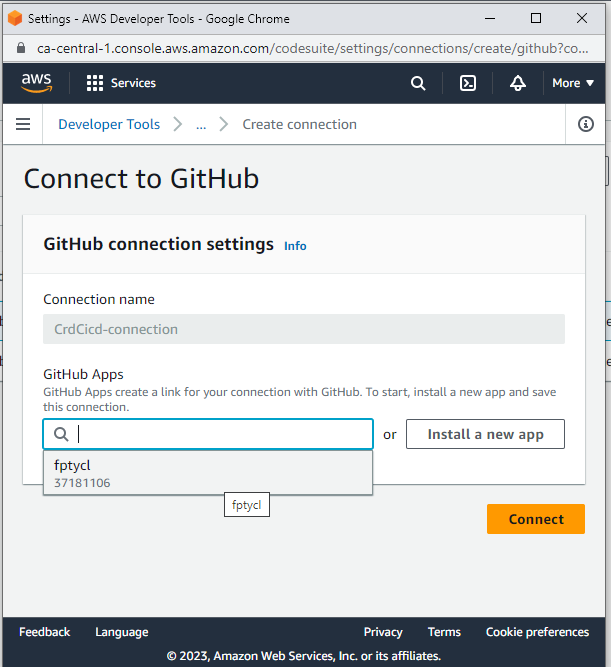 Settings - AWS Developer Tools - Google Chrome
ca-central-1.console.aws.amazon.com/codesuite/settings/connections/create/github?co...
aws Services More
Developer Tools ... Create connection
Connect to GitHub
GitHub connection settings Info
Connection name
CrdCicd-connection
GitHub Apps
GitHub Apps create a link for your connection with GitHub. To start, install a new app and save
this connection.
or Install a new app
fptycl
37181106
fptycl
Connect
Feedback Language Privacy Terms Cookie preferences
© 2023, Amazon Web Services, Inc. or its affiliates.